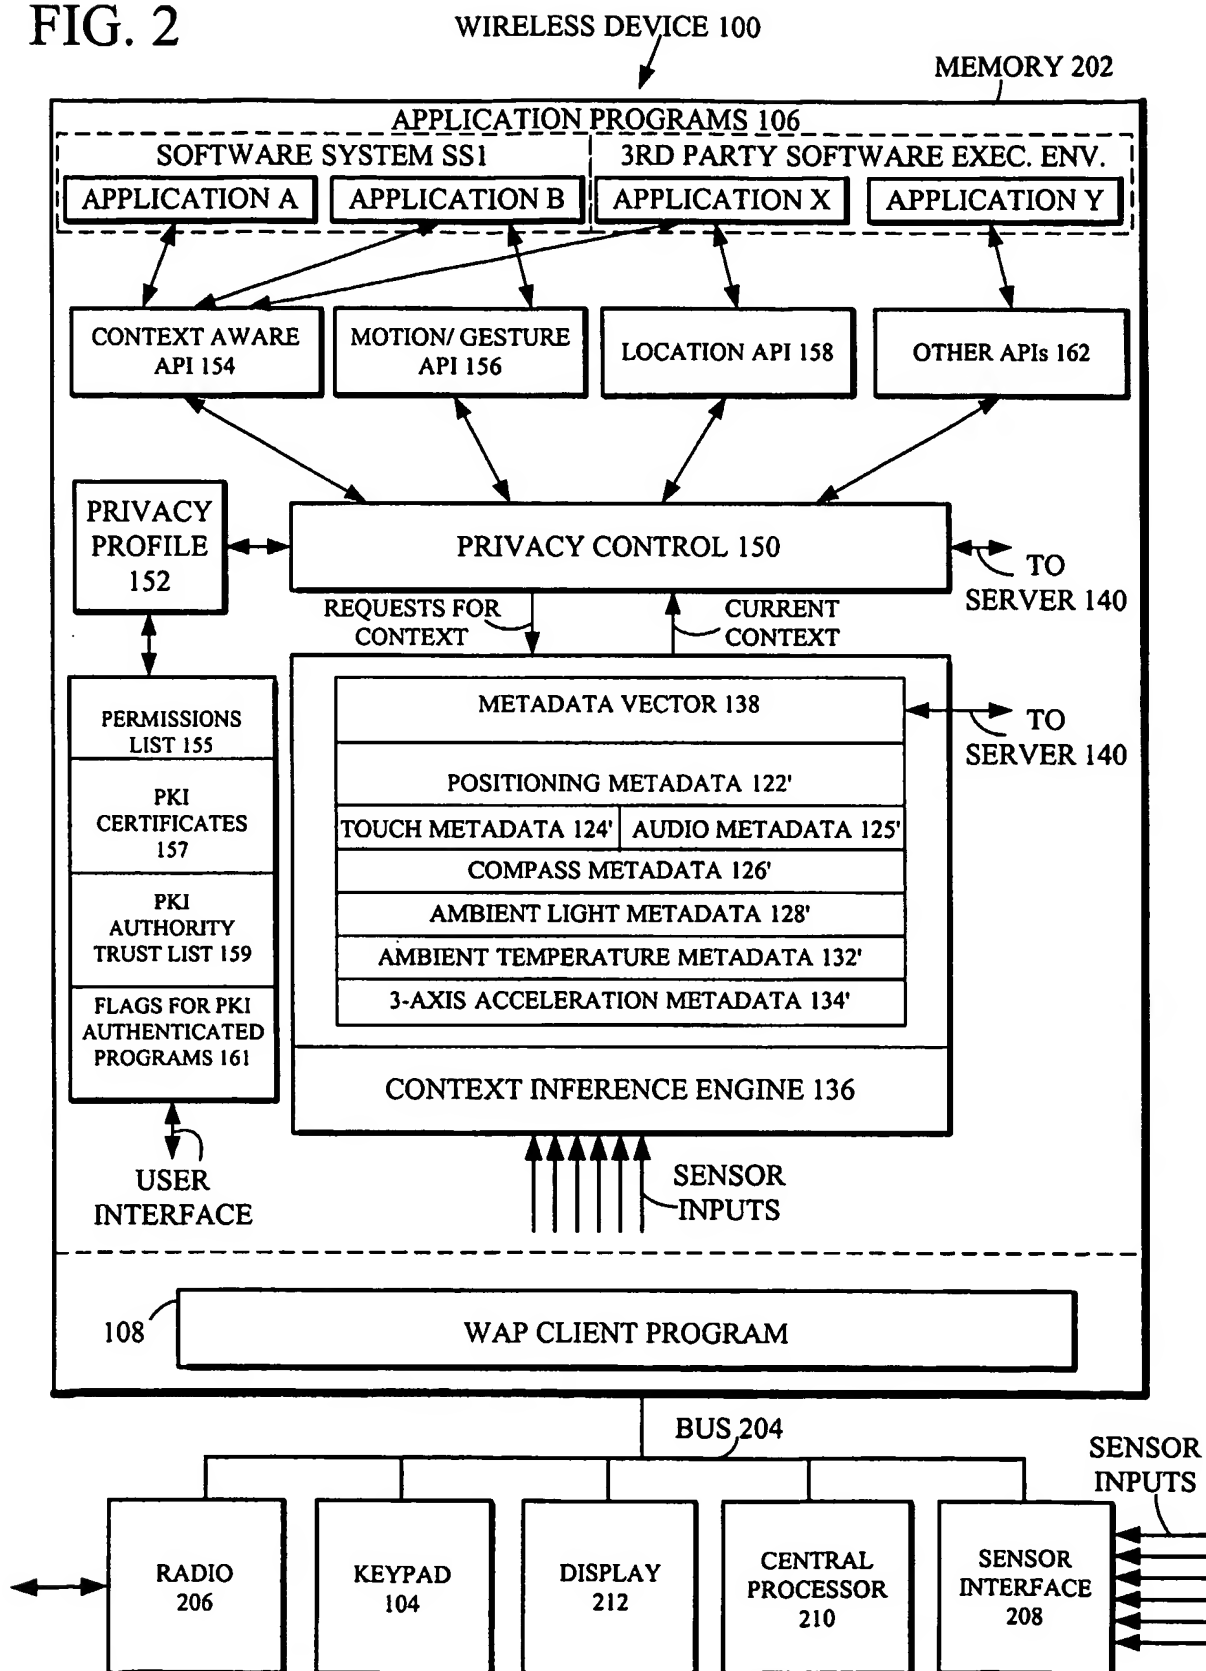 FIG. 2
WIRELESS DEVICE 100
MEMORY 202
APPLICATION PROGRAMS 106
SOFTWARE SYSTEM SS1
3RD PARTY SOFTWARE EXEC. ENV.
APPLICATION A
APPLICATION B
APPLICATION X
APPLICATION Y
CONTEXT AWARE
API 154
MOTION/ GESTURE
API 156
LOCATION API 158
OTHER APIs 162
PRIVACY
PROFILE
152
PRIVACY CONTROL 150
TO
SERVER 140
REQUESTS FOR
CONTEXT
CURRENT
CONTEXT
PERMISSIONS
LIST 155
PKI
CERTIFICATES
157
PKI
AUTHORITY
TRUST LIST 159
FLAGS FOR PKI
AUTHENTICATED
PROGRAMS 161
METADATA VECTOR 138
TO
SERVER 140
POSITIONING METADATA 122'
TOUCH METADATA 124'
AUDIO METADATA 125'
COMPASS METADATA 126'
AMBIENT LIGHT METADATA 128'
AMBIENT TEMPERATURE METADATA 132'
3-AXIS ACCELERATION METADATA 134'
CONTEXT INFERENCE ENGINE 136
USER
INTERFACE
SENSOR
INPUTS
108
WAP CLIENT PROGRAM
BUS 204
SENSOR
INPUTS
RADIO
206
KEYPAD
104
DISPLAY
212
CENTRAL
PROCESSOR
210
SENSOR
INTERFACE
208